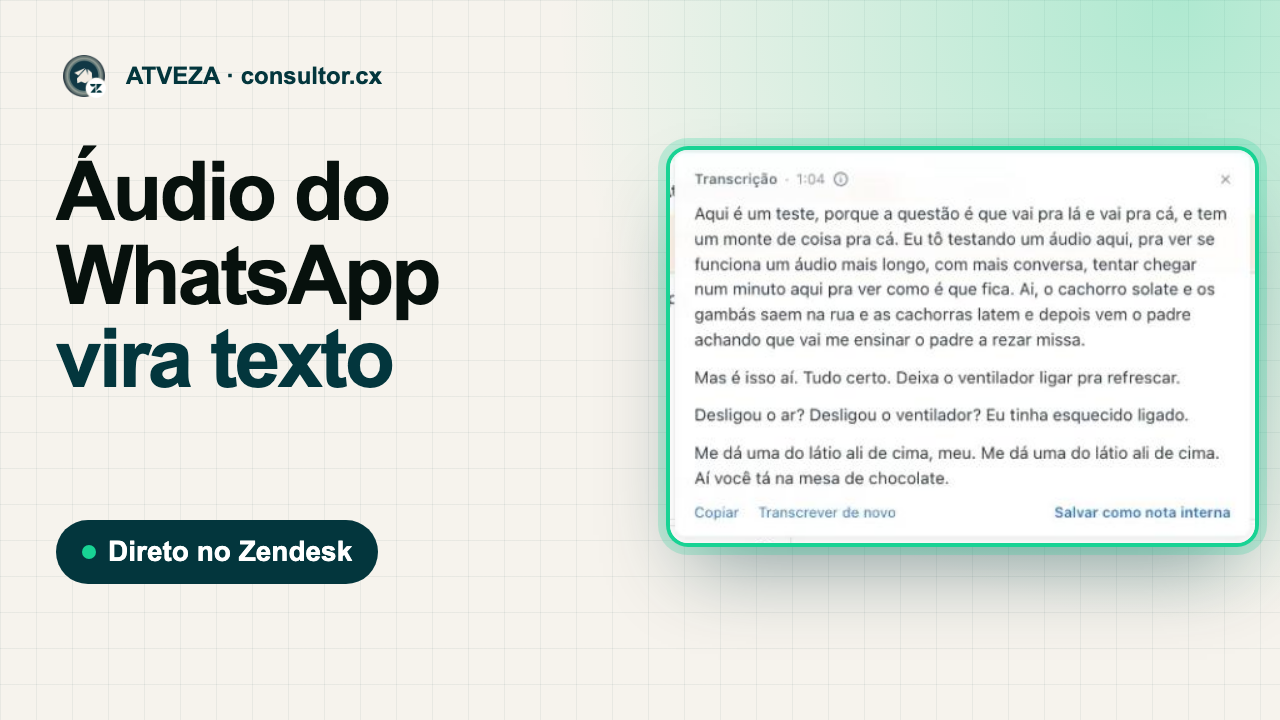 ATVEZA · consultor.cx
Áudio do
WhatsApp
vira texto
Direto no Zendesk
Transcrição · 1:04
Aqui é um teste, porque a questão é que vai pra lá e vai pra cá, e tem
um monte de coisa pra cá. Eu tô testando um áudio aqui, pra ver se
funciona um áudio mais longo, com mais conversa, tentar chegar
num minuto aqui pra ver como é que fica. Ai, o cachorro solate e os
gambás saem na rua e as cachorras latem e depois vem o padre
achando que vai me ensinar o padre a rezar missa.
Mas é isso aí. Tudo certo. Deixa o ventilador ligar pra refrescar.
Desligou o ar? Desligou o ventilador? Eu tinha esquecido ligado.
Me dá uma do látio ali de cima, meu. Me dá uma do látio ali de cima.
Aí você tá na mesa de chocolate.
Copiar Transcrever de novo Salvar como nota interna